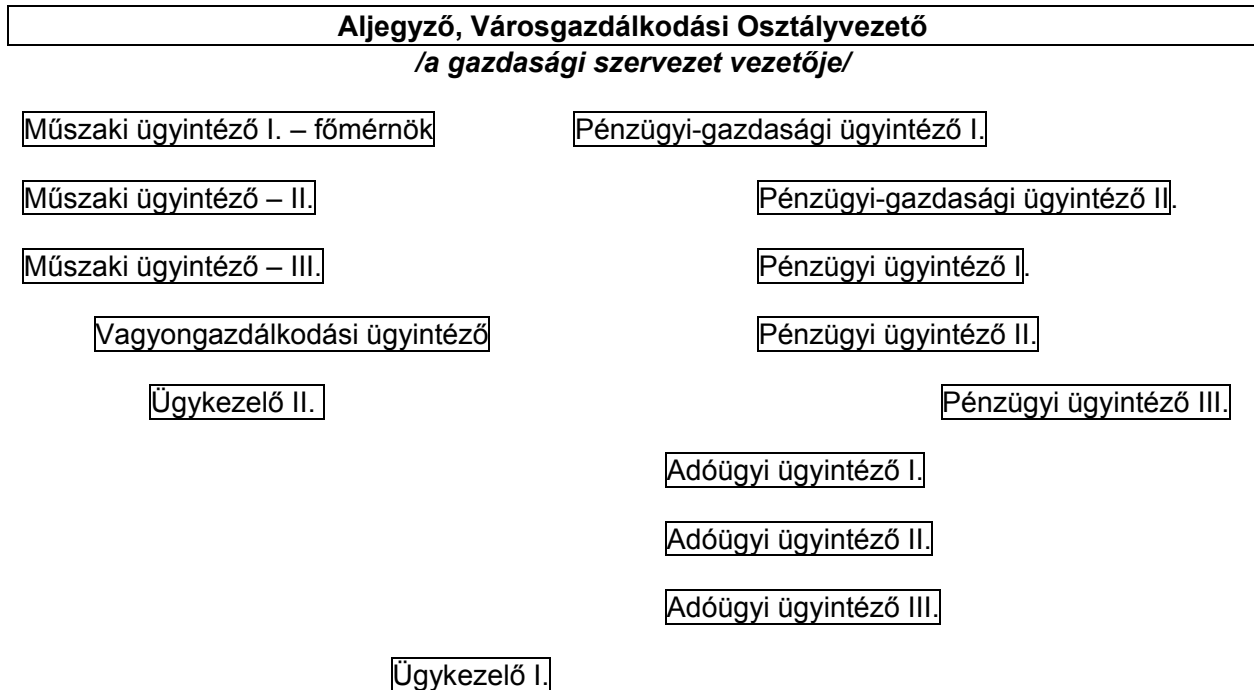 Aljegyző, Városgazdálkodási Osztályvezető
/a gazdasági szervezet vezetője/
Műszaki ügyintéző I. – főmérnök Pénzügyi-gazdasági ügyintéző I.
Műszaki ügyintéző – II. Pénzügyi-gazdasági ügyintéző II.
Műszaki ügyintéző – III. Pénzügyi ügyintéző I.
Vagyongazdálkodási ügyintéző Pénzügyi ügyintéző II.
Ügykezelő II. Pénzügyi ügyintéző III.
Adóügyi ügyintéző I.
Adóügyi ügyintéző II.
Adóügyi ügyintéző III.
Ügykezelő I.